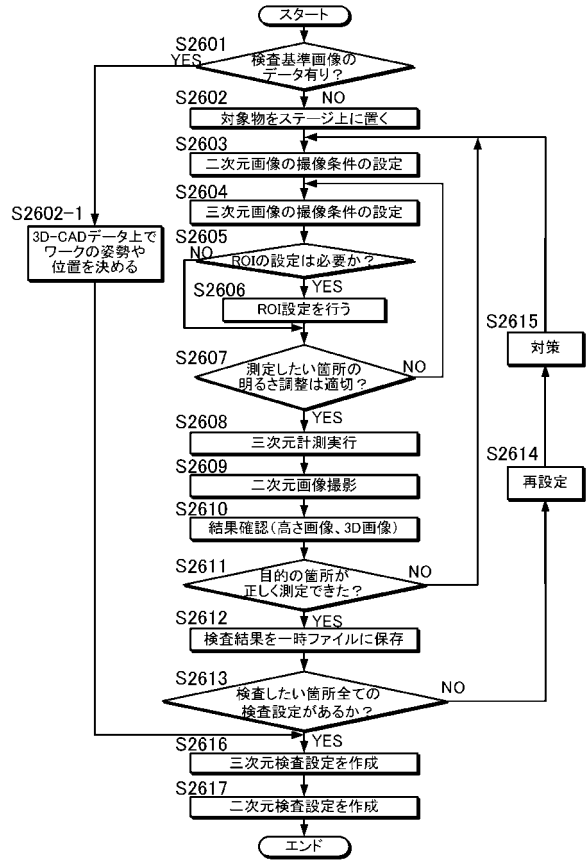 スタート
S2601
YES
検査基準画像の
データ有り?
NO
S2602
対象物をステージ上に置く
S2603
二次元画像の撮像条件の設定
S2604
三次元画像の撮像条件の設定
S2602-1
3D-CADデータ上で
ワークの姿勢や
位置を決める
S2605
NO
ROIの設定は必要か?
YES
S2606
ROI設定を行う
S2607
測定したい箇所の
明るさ調整は適切?
NO
YES
S2615
対策
S2608
三次元計測実行
S2609
二次元画像撮影
S2614
再設定
S2610
結果確認(高さ画像、3D画像)
S2611
目的の箇所が
正しく測定できた?
NO
YES
S2612
検査結果を一時ファイルに保存
S2613
検査したい箇所全ての
検査設定があるか?
NO
YES
S2616
三次元検査設定を作成
S2617
二次元検査設定を作成
エンド